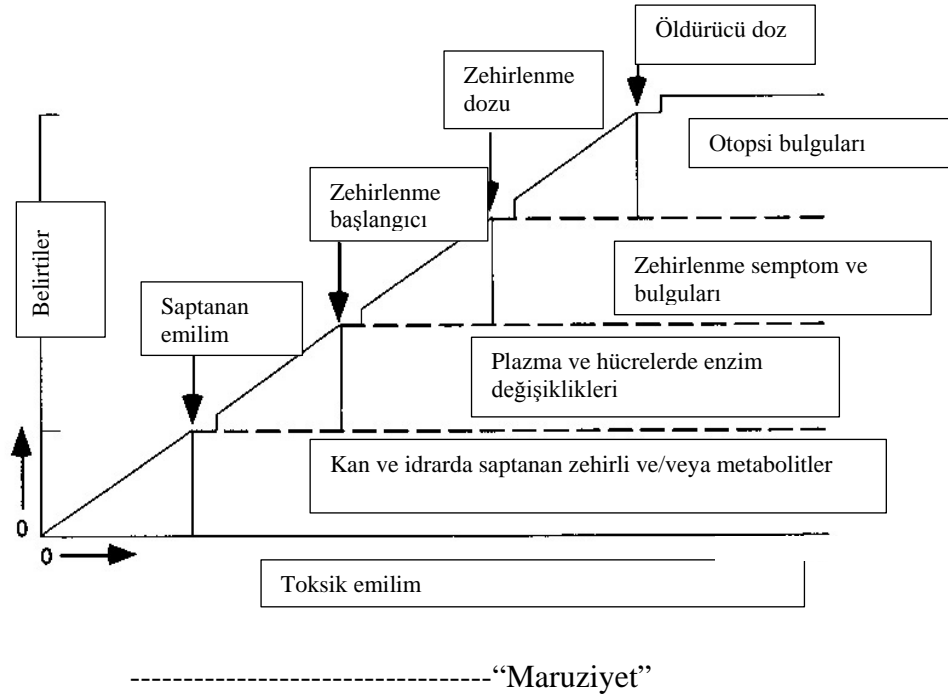 Öldürücü doz
Zehirlenme
dozu
Otopsi bulguları
Zehirlenme
başlangıcı
Belirtiler
Zehirlenme semptom ve
bulguları
Saptanan
emilim
Plazma ve hücrelerde enzim
değişiklikleri
Kan ve idrarda saptanan zehirli ve/veya metabolitler
0
0
Toksik emilim
----------------------------------“Maruziyet”